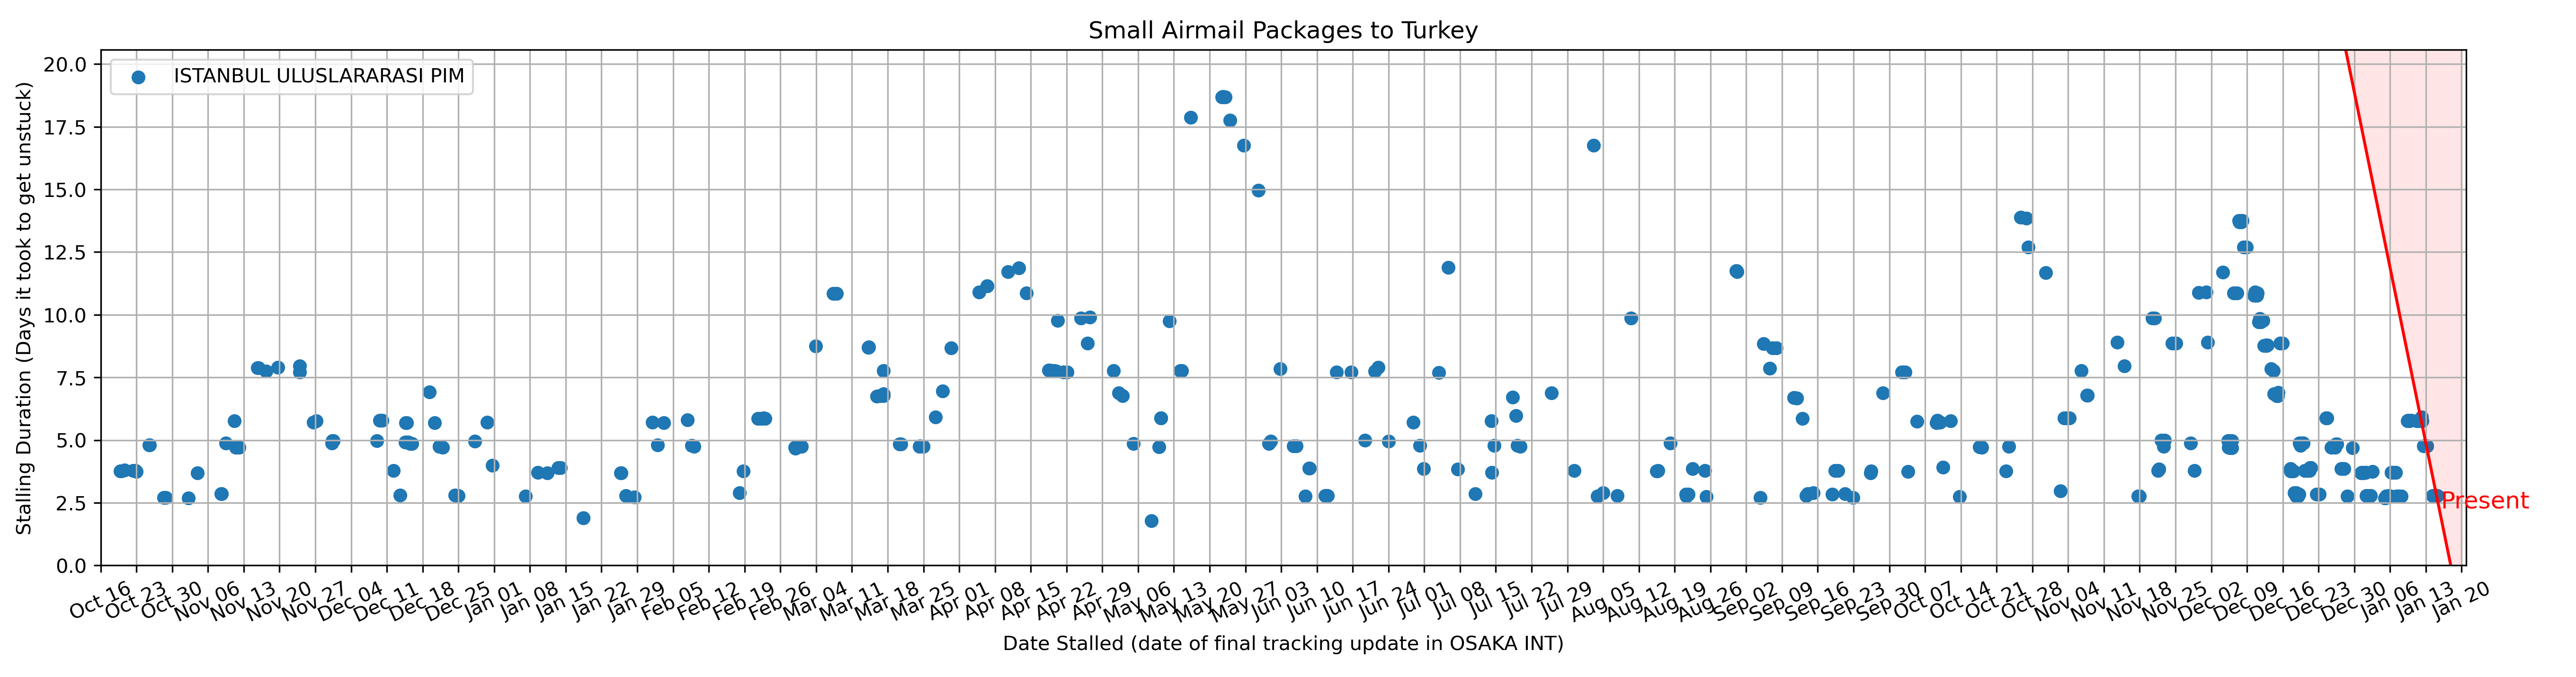 Small Airmail Packages to Turkey
ISTANBUL ULUSLARARASI PIM
Stalling Duration (Days it took to get unstuck)
20.0
17.5
15.0
12.5
10.0
7.5
5.0
2.5
0.0
Present
Oct 16
Oct 23
Oct 30
Nov 06
Nov 13
Nov 20
Nov 27
Dec 04
Dec 11
Dec 18
Dec 25
Jan 01
Jan 08
Jan 15
Jan 22
Jan 29
Feb 05
Feb 12
Feb 19
Feb 26
Mar 04
Mar 11
Mar 18
Mar 25
Apr 01
Apr 08
Apr 15
Apr 22
Apr 29
May 06
May 13
May 20
May 27
Jun 03
Jun 10
Jun 17
Jun 24
Jul 01
Jul 08
Jul 15
Jul 22
Jul 29
Aug 05
Aug 12
Aug 19
Aug 26
Sep 02
Sep 09
Sep 16
Sep 23
Sep 30
Oct 07
Oct 14
Oct 21
Oct 28
Nov 04
Nov 11
Nov 18
Nov 25
Dec 02
Dec 09
Dec 16
Dec 23
Dec 30
Jan 06
Jan 13
Jan 20
Date Stalled (date of final tracking update in OSAKA INT)